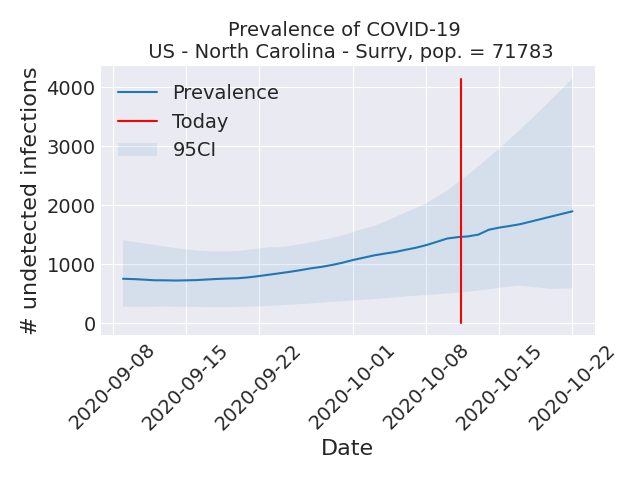 Prevalence of COVID-19
US - North Carolina - Surry, pop. = 71783
# undetected infections
4000
3000
2000
1000
0
Prevalence
Today
95CI
2020-09-08
2020-09-15
2020-09-22
2020-10-01
2020-10-08
2020-10-15
2020-10-22
Date